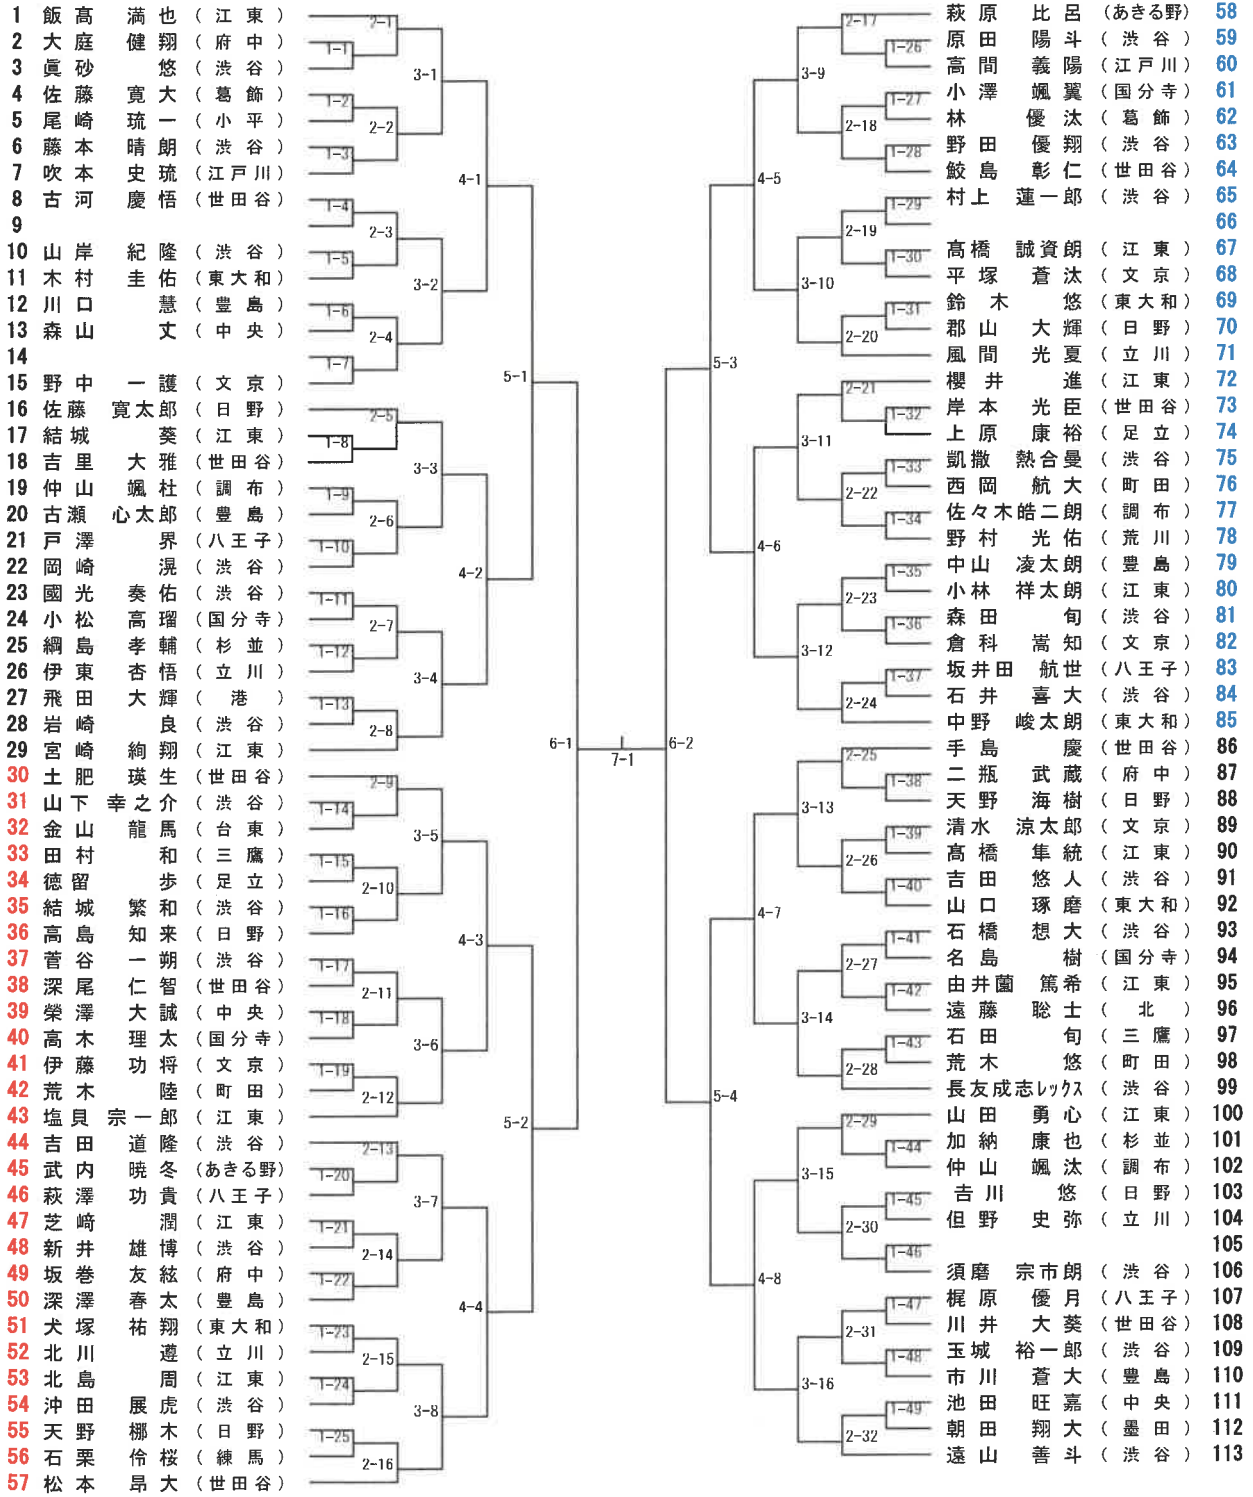 1 飯髙 満也 (江東)
2 大庭 健翔 (府中)
3 眞砂 悠 (渋谷)
4 佐藤 寛大 (葛飾)
5 尾崎 琉一 (小平)
6 藤本 晴朗 (渋谷)
7 吹本 史琉 (江戸川)
8 古河 慶悟 (世田谷)
9
10 山岸 紀隆 (渋谷)
11 木村 圭佑 (東大和)
12 川口 慧 (豊島)
13 森山 丈 (中央)
14
15 野中 一護 (文京)
16 佐藤 寛太郎 (日野)
17 結城 葵 (江東)
18 吉里 大雅 (世田谷)
19 仲山 颯杜 (調布)
20 古瀬 心太郎 (豊島)
21 戸澤 界 (八王子)
22 岡崎 滉 (渋谷)
23 國光 奏佑 (渋谷)
24 小松 高瑠 (国分寺)
25 綱島 孝輔 (杉並)
26 伊東 杏悟 (立川)
27 飛田 大輝 (港)
28 岩崎 良 (渋谷)
29 宮崎 絢翔 (江東)
30 土肥 瑛生 (世田谷)
31 山下 幸之介 (渋谷)
32 金山 龍馬 (台東)
33 田村 和 (三鷹)
34 徳留 歩 (足立)
35 結城 繁和 (渋谷)
36 高島 知来 (日野)
37 菅谷 一朔 (渋谷)
38 深尾 仁智 (世田谷)
39 榮澤 大誠 (中央)
40 高木 理太 (国分寺)
41 伊藤 功将 (文京)
42 荒木 陸 (町田)
43 塩貝 宗一郎 (江東)
44 吉田 道隆 (渋谷)
45 武内 暁冬 (あきる野)
46 萩澤 功貴 (八王子)
47 芝﨑 潤 (江東)
48 新井 雄博 (渋谷)
49 坂巻 友絃 (府中)
50 深澤 春太 (豊島)
51 犬塚 祐翔 (東大和)
52 北川 遵 (立川)
53 北島 周 (江東)
54 沖田 展虎 (渋谷)
55 天野 梛木 (日野)
56 石栗 伶桜 (練馬)
57 松本 昂大 (世田谷)
2-1
1-1
3-1
1-2
2-2
1-3
4-1
1-4
2-3
1-5
3-2
1-6
2-4
1-7
5-1
2-5
1-8
3-3
1-9
2-6
1-10
4-2
1-11
2-7
1-12
3-4
1-13
2-8
6-1
2-9
1-14
3-5
1-15
2-10
1-16
4-3
1-17
2-11
1-18
3-6
1-19
2-12
5-2
2-13
1-20
3-7
1-21
2-14
1-22
4-4
1-23
2-15
1-24
3-8
1-25
2-16
7-1
2-17
1-26
3-9
1-27
2-18
1-28
4-5
1-29
2-19
1-30
3-10
1-31
2-20
5-3
2-21
1-32
3-11
1-33
2-22
1-34
4-6
1-35
2-23
1-36
3-12
1-37
2-24
6-2
2-25
1-38
3-13
1-39
2-26
1-40
4-7
1-41
2-27
1-42
3-14
1-43
2-28
5-4
2-29
1-44
3-15
1-45
2-30
1-46
4-8
1-47
2-31
1-48
3-16
1-49
2-32
萩原 比呂 (あきる野) 58
原田 陽斗 (渋谷) 59
高間 義陽 (江戸川) 60
小澤 颯翼 (国分寺) 61
林 優汰 (葛飾) 62
野田 優翔 (渋谷) 63
鮫島 彰仁 (世田谷) 64
村上 蓮一郎 (渋谷) 65
66
髙橋 誠資朗 (江東) 67
平塚 蒼汰 (文京) 68
鈴木 悠 (東大和) 69
郡山 大輝 (日野) 70
風間 光夏 (立川) 71
櫻井 進 (江東) 72
岸本 光臣 (世田谷) 73
上原 康裕 (足立) 74
凱撒 熱合曼 (渋谷) 75
西岡 航大 (町田) 76
佐々木 皓二朗 (調布) 77
野村 光佑 (荒川) 78
中山 凌太朗 (豊島) 79
小林 祥太朗 (江東) 80
森田 旬 (渋谷) 81
倉科 嵩知 (文京) 82
坂井田 航世 (八王子) 83
石井 喜大 (渋谷) 84
中野 峻太朗 (東大和) 85
手島 慶 (世田谷) 86
二瓶 武蔵 (府中) 87
天野 海樹 (日野) 88
清水 涼太郎 (文京) 89
髙橋 隼統 (江東) 90
吉田 悠人 (渋谷) 91
山口 琢磨 (東大和) 92
石橋 想大 (渋谷) 93
名島 樹 (国分寺) 94
由井薗 篤希 (江東) 95
遠藤 聡士 (北) 96
石田 旬 (三鷹) 97
荒木 悠 (町田) 98
長友成志レックス (渋谷) 99
山田 勇心 (江東) 100
加納 康也 (杉並) 101
仲山 颯汰 (調布) 102
𠮷川 悠 (日野) 103
但野 史弥 (立川) 104
105
須磨 宗市朗 (渋谷) 106
梶原 優月 (八王子) 107
川井 大葵 (世田谷) 108
玉城 裕一郎 (渋谷) 109
市川 蒼大 (豊島) 110
池田 旺嘉 (中央) 111
朝田 翔大 (墨田) 112
遠山 善斗 (渋谷) 113